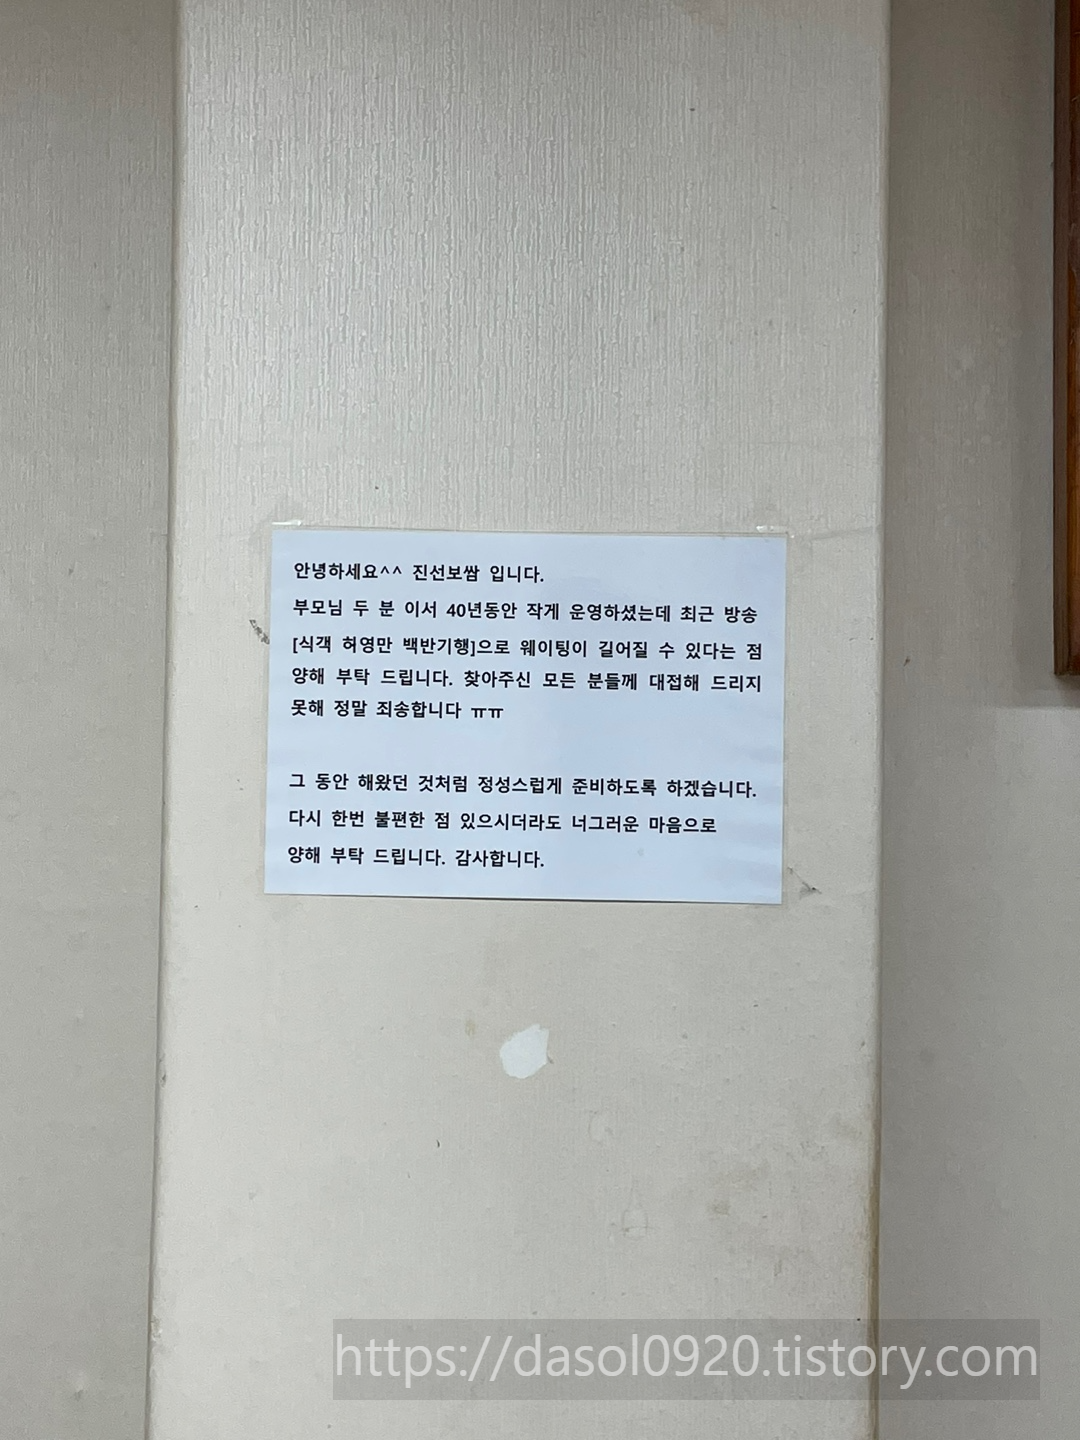 안녕하세요^^ 진선보쌈 입니다.
부모님 두 분 이서 40년동안 작게 운영하셨는데 최근 방송
[식객 허영만 백반기행]으로 웨이팅이 길어질 수 있다는 점
양해 부탁 드립니다. 찾아주신 모든 분들께 대접해 드리지
못해 정말 죄송합니다 ㅠㅠ
그 동안 해왔던 것처럼 정성스럽게 준비하도록 하겠습니다.
다시 한번 불편한 점 있으시더라도 너그러운 마음으로
양해 부탁 드립니다. 감사합니다.
https://dasol0920.tistory.com